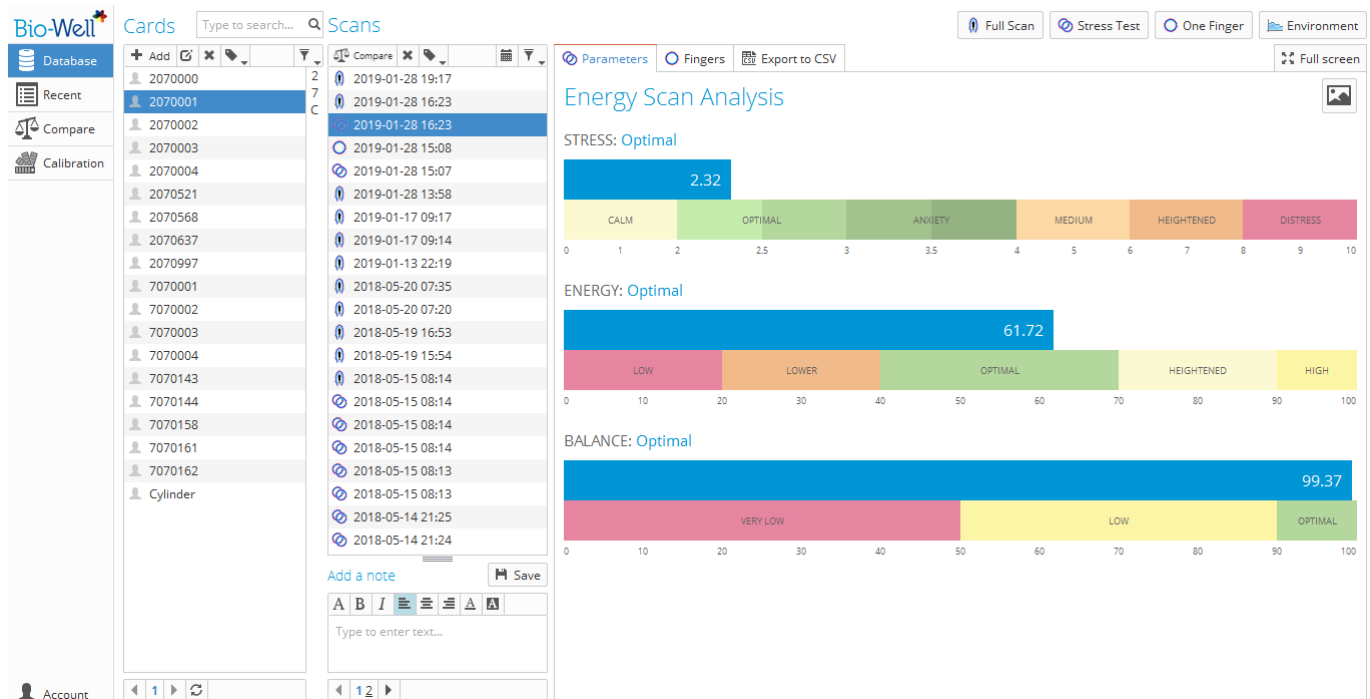 Bio-Well
Database
Recent
Compare
Calibration
Account
Cards
Type to search...
Add
2070000
2070001
2070002
2070003
2070004
2070521
2070568
2070637
2070997
7070001
7070002
7070003
7070004
7070143
7070144
7070158
7070161
7070162
Cylinder
2
7
C
1
Scans
Compare
2019-01-28 19:17
2019-01-28 16:23
2019-01-28 16:23
2019-01-28 15:08
2019-01-28 15:07
2019-01-28 13:58
2019-01-17 09:17
2019-01-17 09:14
2019-01-13 22:19
2018-05-20 07:35
2018-05-20 07:20
2018-05-19 16:53
2018-05-19 15:54
2018-05-15 08:14
2018-05-15 08:14
2018-05-15 08:14
2018-05-15 08:14
2018-05-15 08:13
2018-05-15 08:13
2018-05-14 21:25
2018-05-14 21:24
Add a note Save
A B I A A
Type to enter text...
1 2
Full Scan Stress Test One Finger Environment
Parameters Fingers Export to CSV Full screen
Energy Scan Analysis
STRESS: Optimal
2.32
CALM OPTIMAL ANXIETY MEDIUM HEIGHTENED DISTRESS
0 1 2 2.5 3 3.5 4 5 6 7 8 9 10
ENERGY: Optimal
61.72
LOW LOWER OPTIMAL HEIGHTENED HIGH
0 10 20 30 40 50 60 70 80 90 100
BALANCE: Optimal
99.37
VERY LOW LOW OPTIMAL
0 10 20 30 40 50 60 70 80 90 100